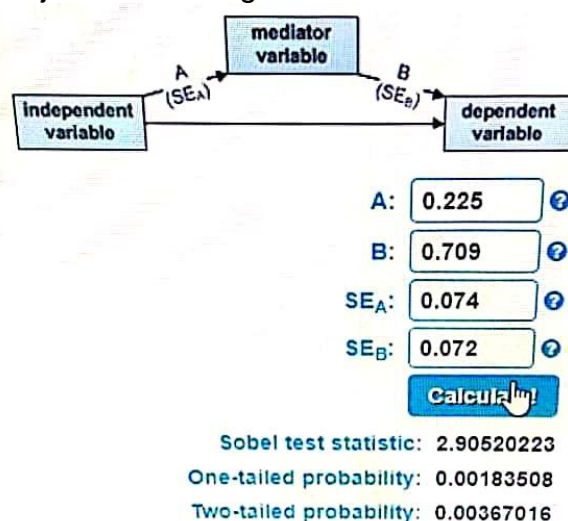 mediator
variable
A
(SEA)
B
(SEB)
independent
variable
dependent
variable
A: 0.225 ?
B: 0.709 ?
SEA: 0.074 ?
SEB: 0.072 ?
Calculate!
Sobel test statistic: 2.90520223
One-tailed probability: 0.00183508
Two-tailed probability: 0.00367016